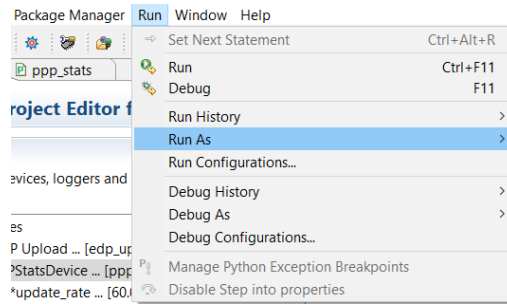 Package Manager Run Window Help
Set Next Statement Ctrl+Alt+R
ppp_stats
Run Ctrl+F11
Debug F11
roject Editor f
Run History
Run As
Run Configurations...
evices, loggers and
Debug History
Debug As
es
Debug Configurations...
P Upload ... [edp_up
Manage Python Exception Breakpoints
PStatsDevice ... [ppp
Disable Step into properties
*update_rate ... [60.